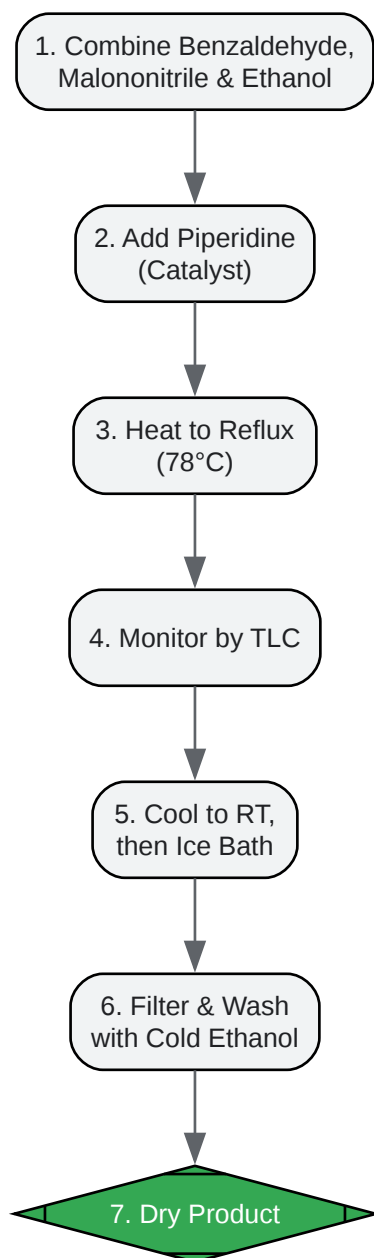 1. Combine Benzaldehyde,
Malononitrile & Ethanol
2. Add Piperidine
(Catalyst)
3. Heat to Reflux
(78°C)
4. Monitor by TLC
5. Cool to RT,
then Ice Bath
6. Filter & Wash
with Cold Ethanol
7. Dry Product